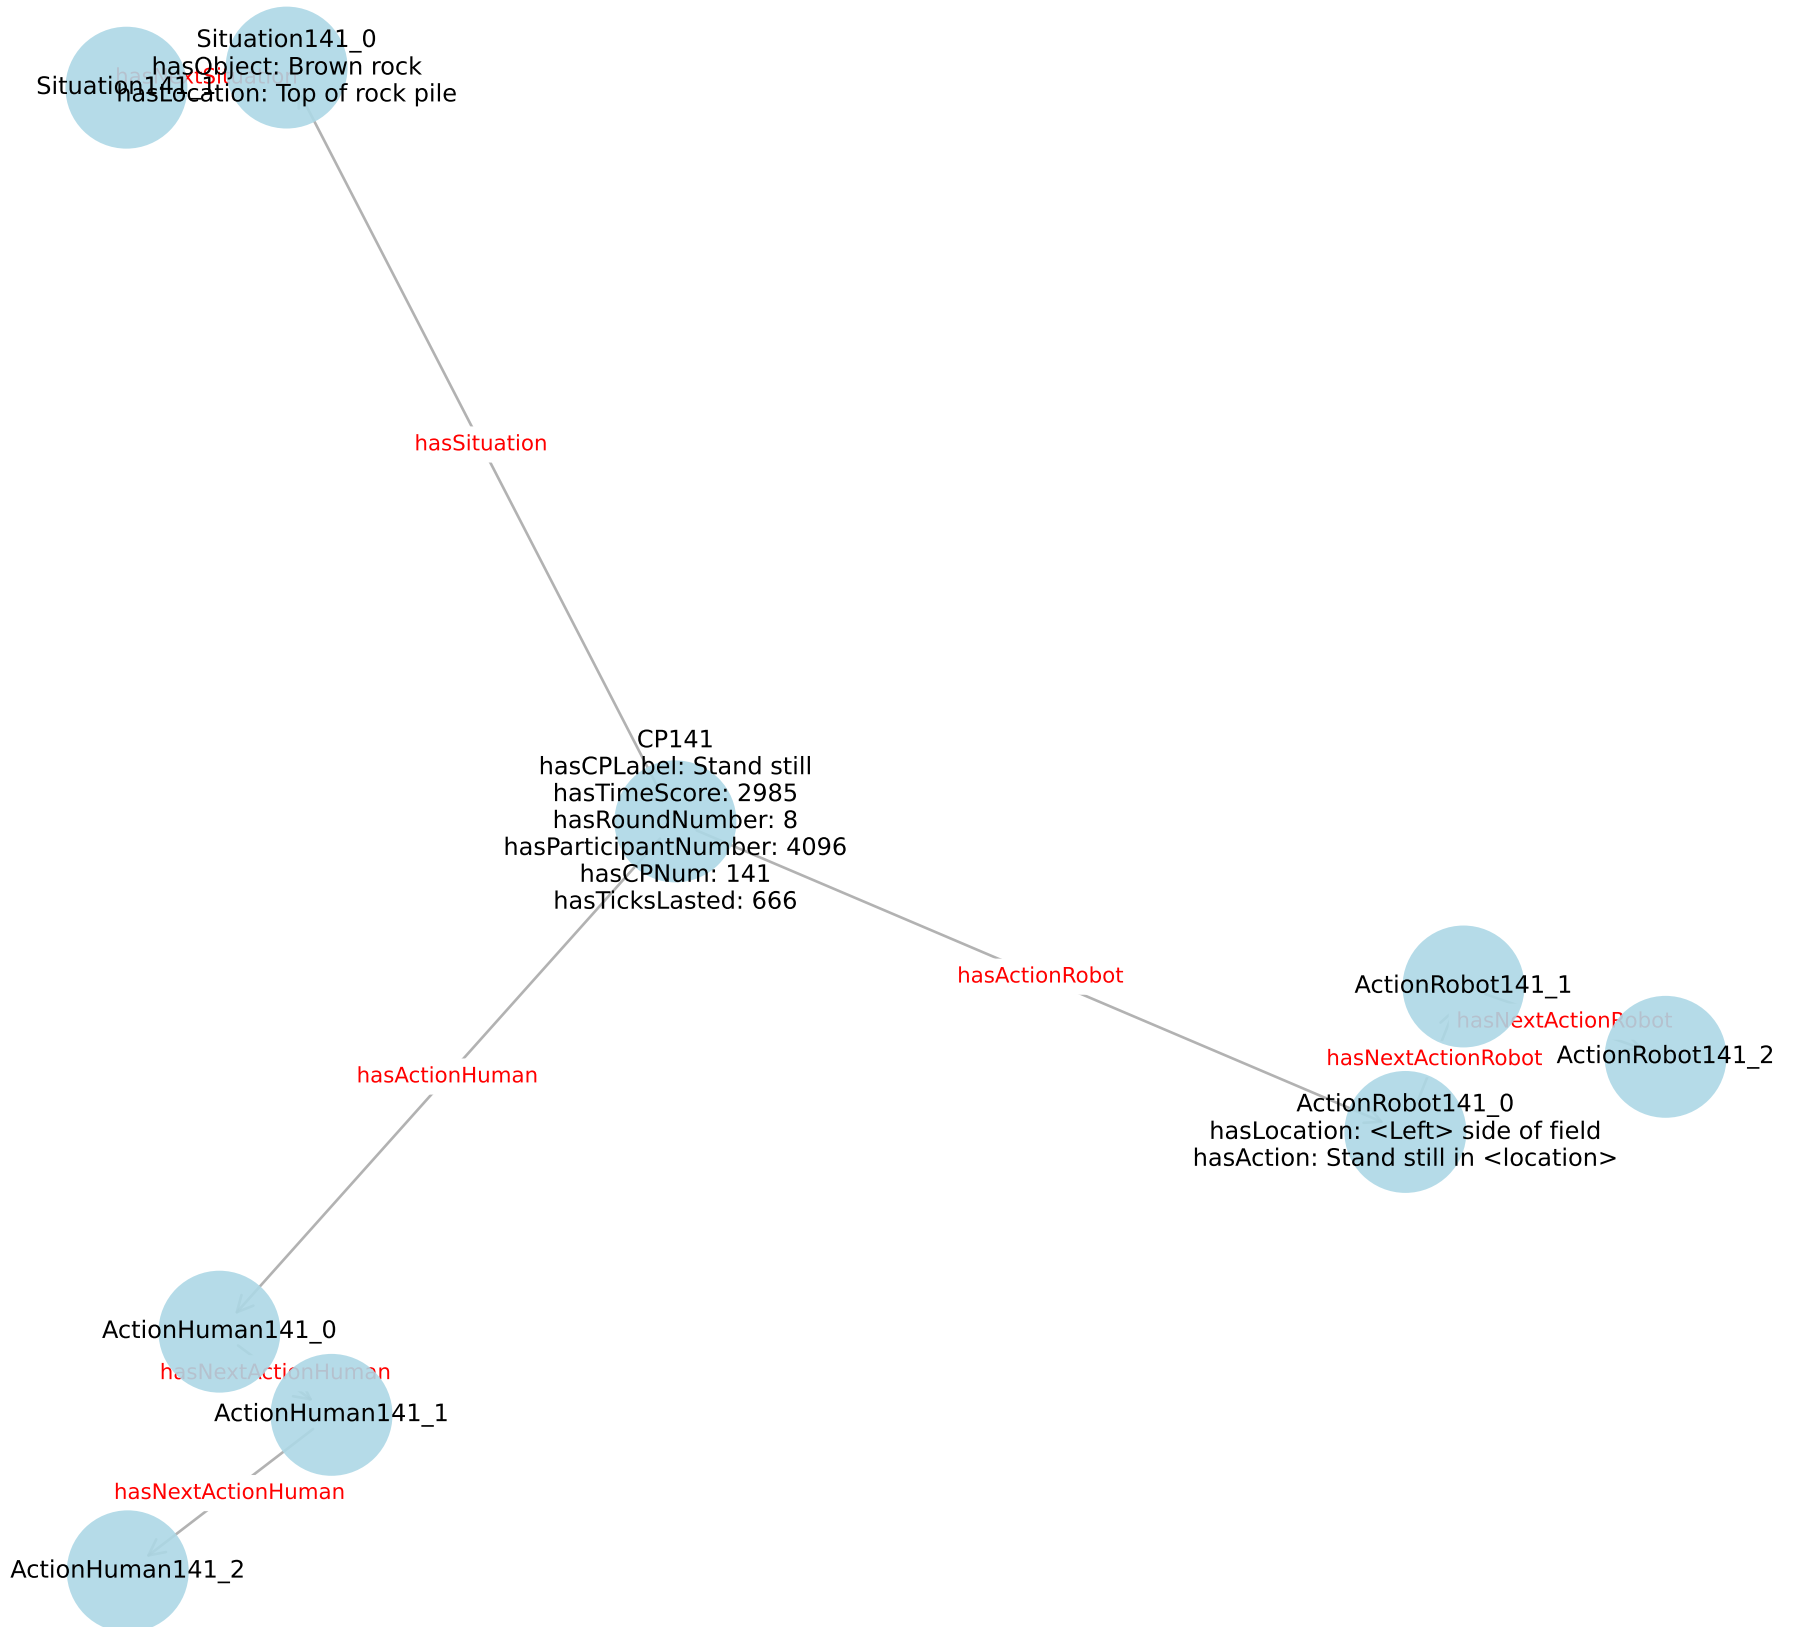 Situation141_0
hasObject: Brown rock
hasLocation: Top of rock pile
hasNextSituation
Situation141_1
hasSituation
CP141
hasCPLabel: Stand still
hasTimeScore: 2985
hasRoundNumber: 8
hasParticipantNumber: 4096
hasCPNum: 141
hasTicksLasted: 666
hasActionRobot
ActionRobot141_1
hasNextActionRobot
ActionRobot141_2
hasNextActionRobot
ActionRobot141_0
hasLocation: <Left> side of field
hasAction: Stand still in <location>
hasActionHuman
ActionHuman141_0
hasNextActionHuman
ActionHuman141_1
hasNextActionHuman
ActionHuman141_2